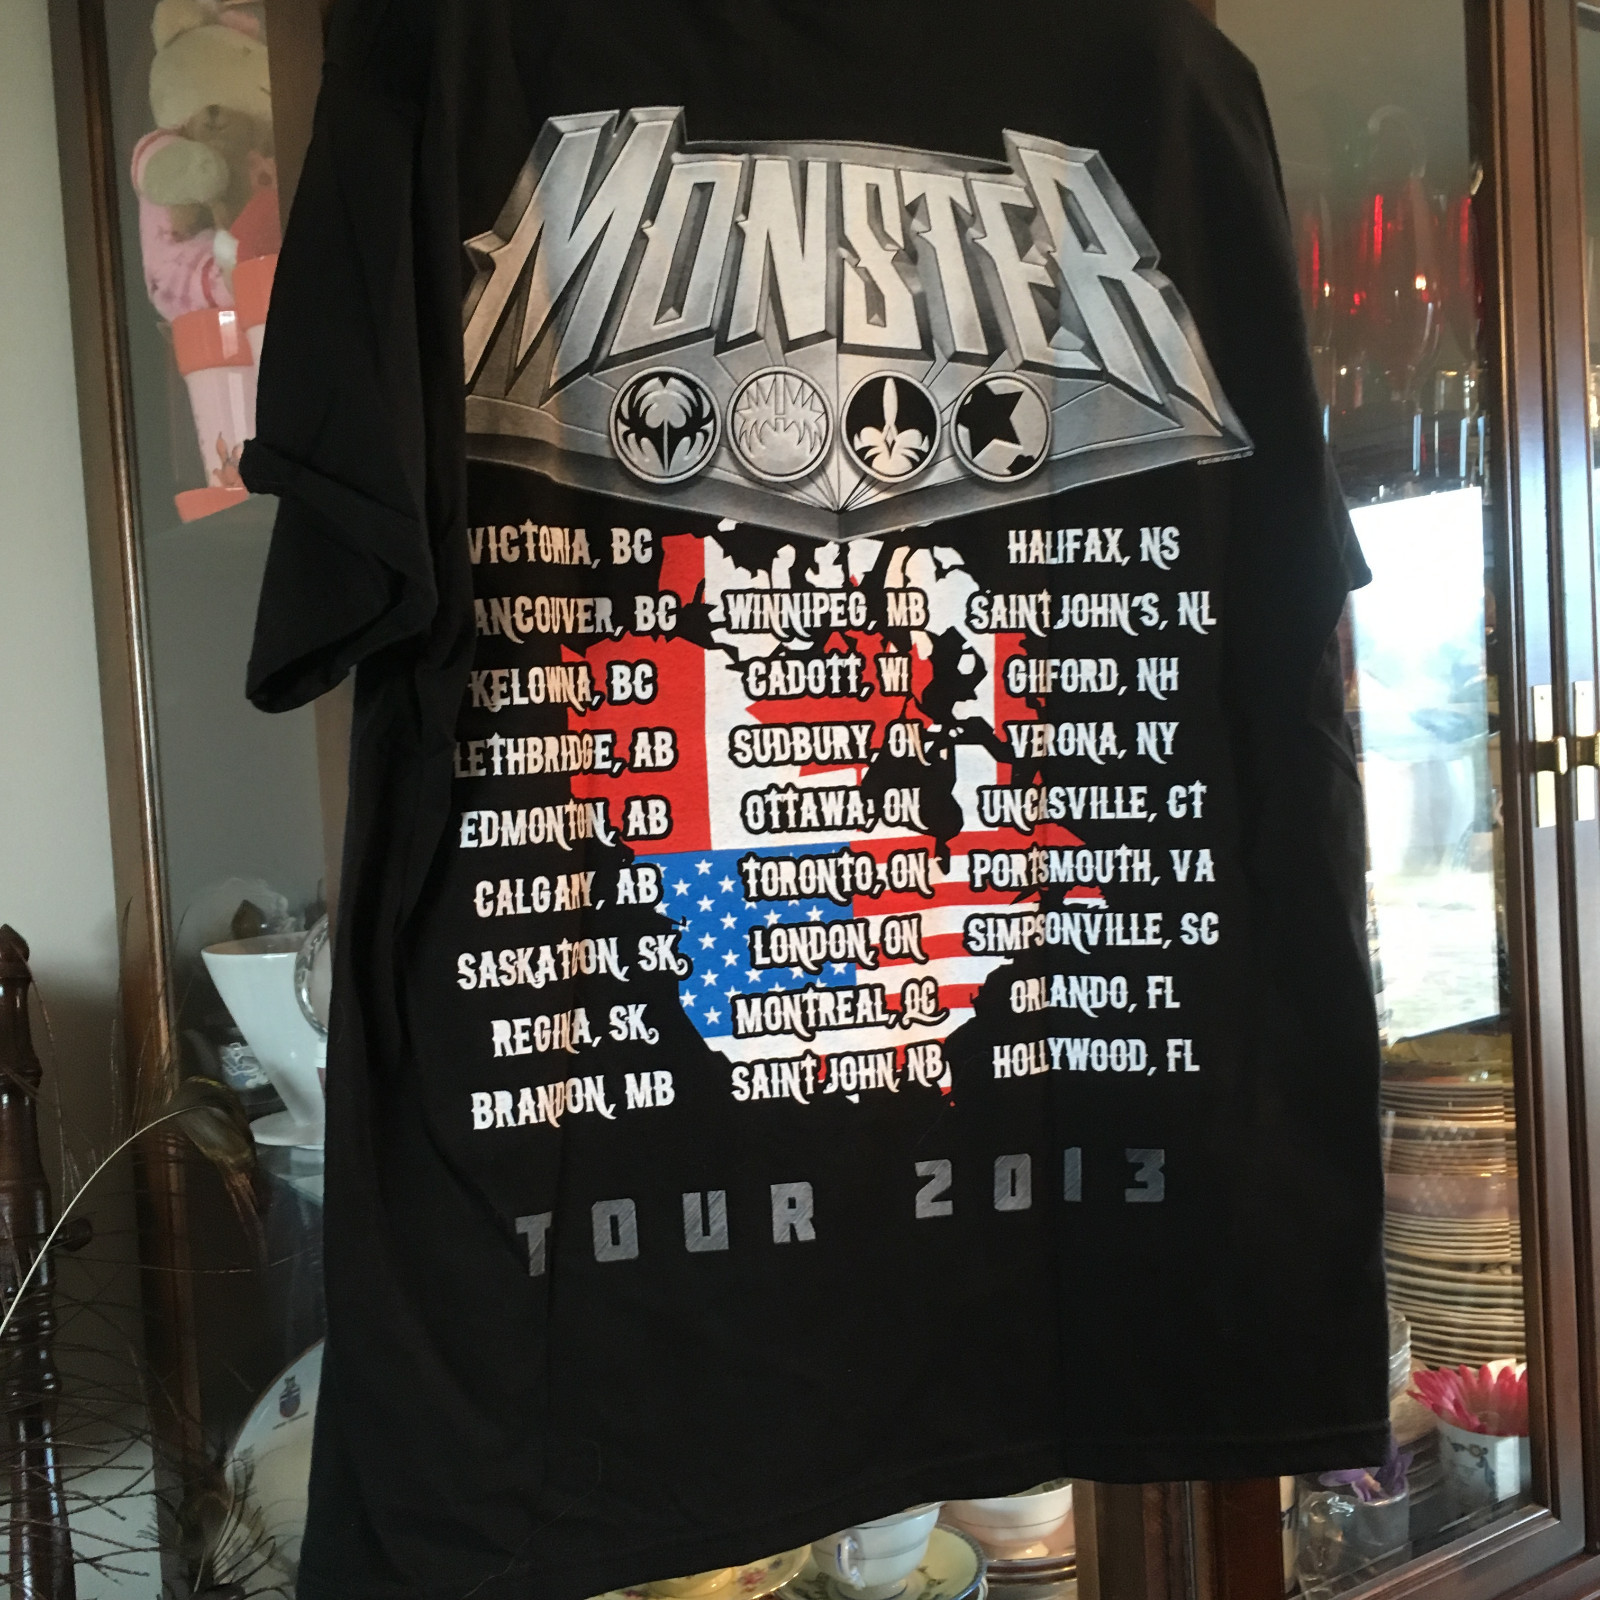 MONSTER
VICTORIA, BC
ANCOUVER, BC
KELOWNA, BC
LETHBRIDGE, AB
EDMONTON, AB
CALGARY, AB
SASKATOON, SK
REGINA, SK
BRANDON, MB
WINNIPEG, MB
CADOTT, WI
SUDBURY, ON
OTTAWA, ON
TORONTO, ON
LONDON, ON
MONTREAL, QC
SAINT JOHN, NB
HALIFAX, NS
SAINT JOHN'S, NL
GILFORD, NH
VERONA, NY
UNCASVILLE, CT
PORTSMOUTH, VA
SIMPSONVILLE, SC
ORLANDO, FL
HOLLYWOOD, FL
TOUR 2013